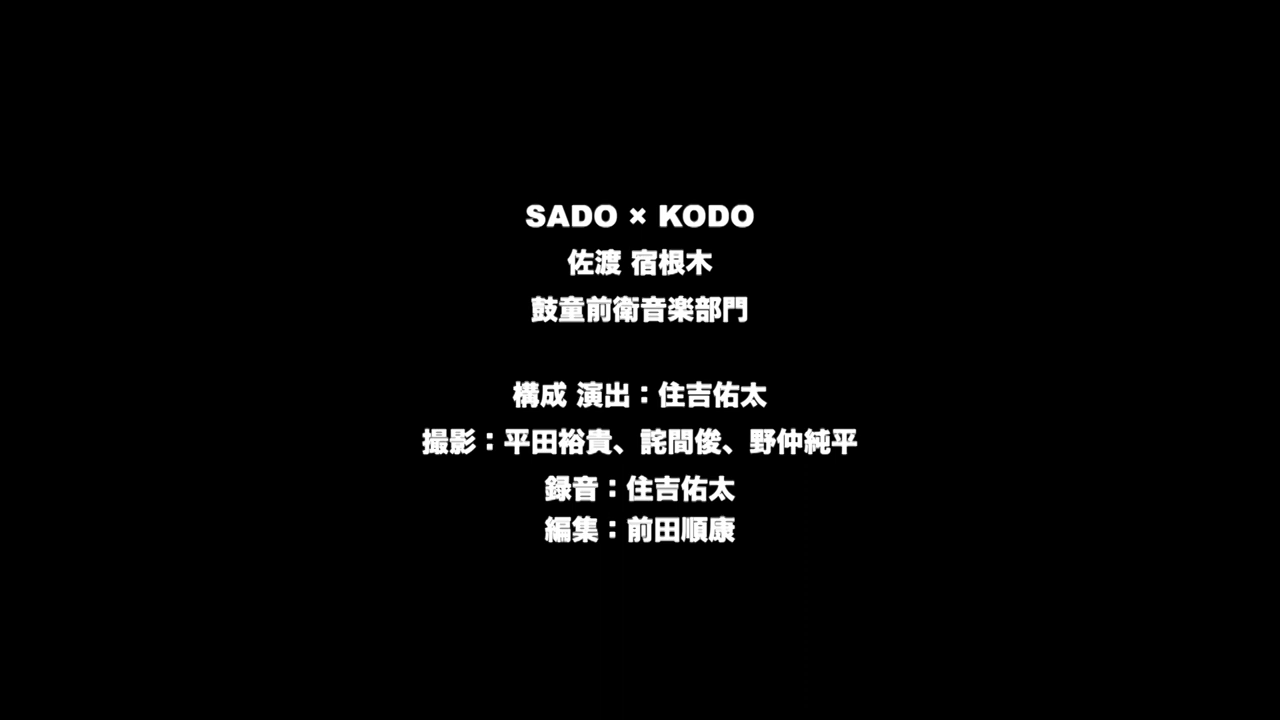 SADO × KODO
佐渡 宿根木
鼓童前衛音楽部門
構成 演出：住吉佑太
撮影：平田裕貴、詫間俊、野仲純平
録音：住吉佑太
編集：前田順康